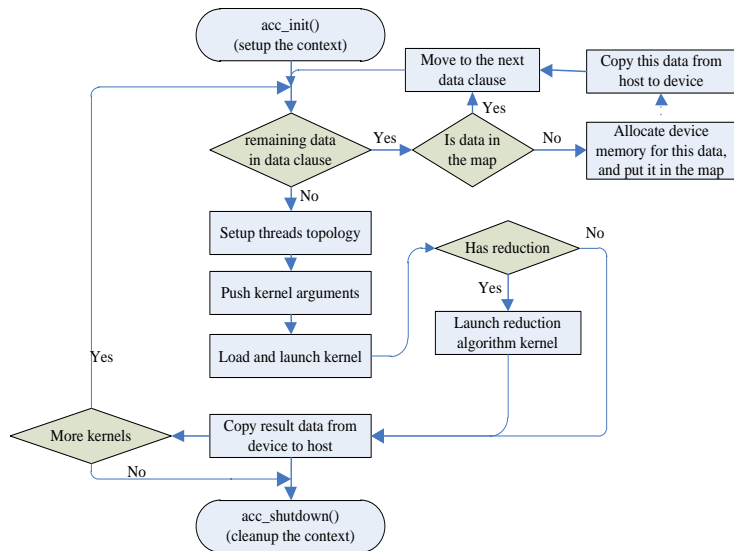 acc_init()
(setup the context)
Move to the next
data clause
Copy this data from
host to device
remaining data
in data clause
Yes
Is data in
the map
Yes
No
Allocate device
memory for this data,
and put it in the map
No
Setup threads topology
Push kernel arguments
Load and launch kernel
Has reduction
No
Yes
Launch reduction
algorithm kernel
Yes
More kernels
Copy result data from
device to host
No
acc_shutdown()
(cleanup the context)